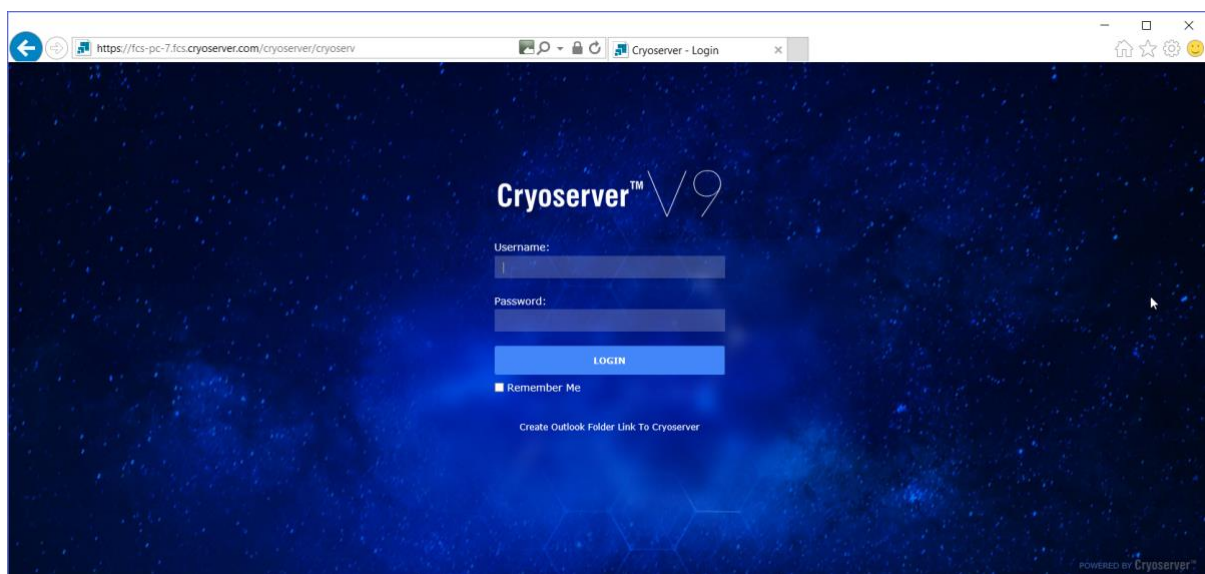 https://fcs-pc-7.fcs.cryoserver.com/cryoserver/cryoserv
Cryoserver - Login
Cryoserver™ V9
Username:
Password:
LOGIN
Remember Me
Create Outlook Folder Link To Cryoserver
POWERED BY Cryoserver™